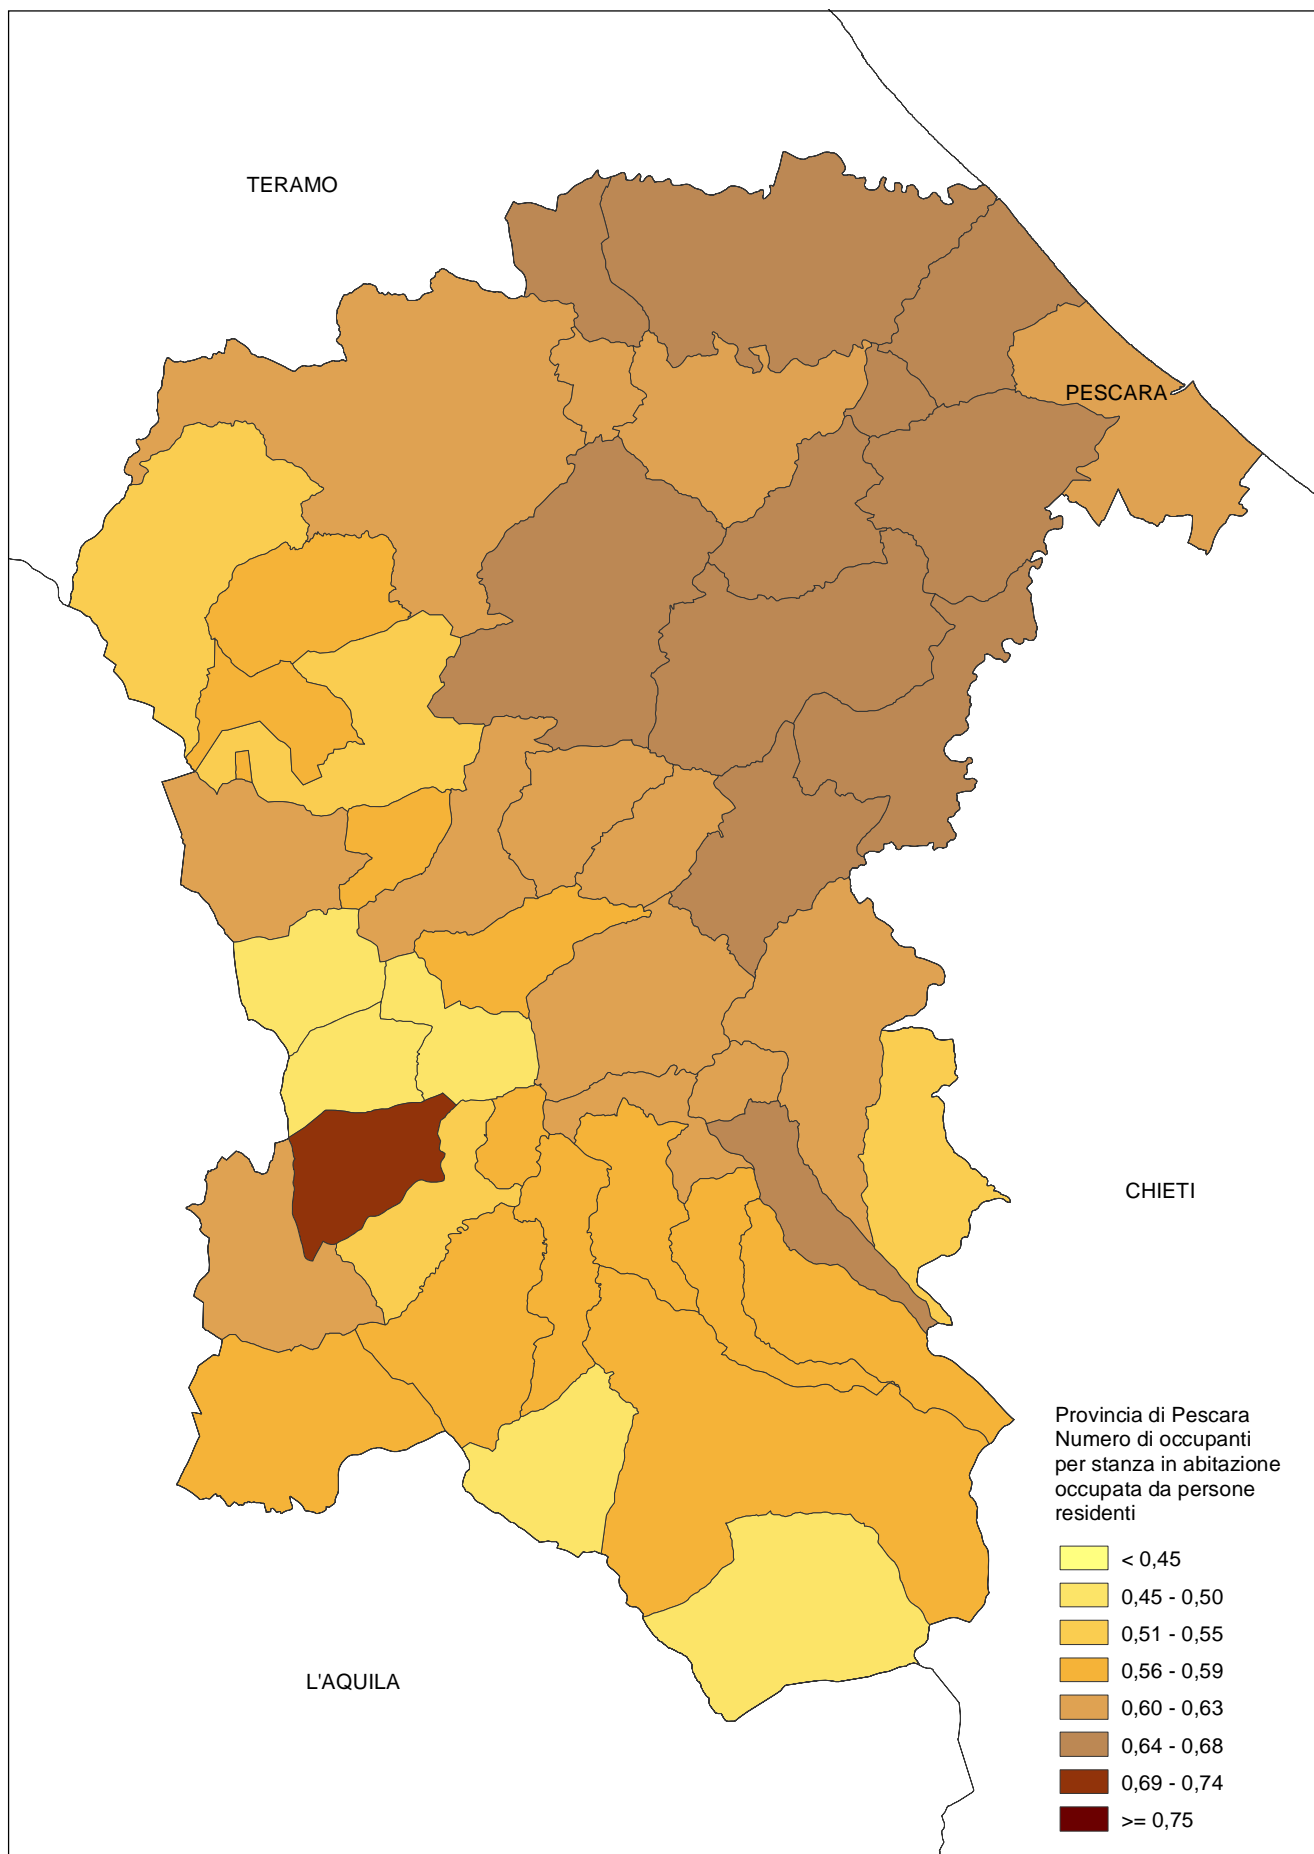 TERAMO
PESCARA
CHIETI
L'AQUILA
Provincia di Pescara
Numero di occupanti
per stanza in abitazione
occupata da persone
residenti
< 0,45
0,45 - 0,50
0,51 - 0,55
0,56 - 0,59
0,60 - 0,63
0,64 - 0,68
0,69 - 0,74
>= 0,75